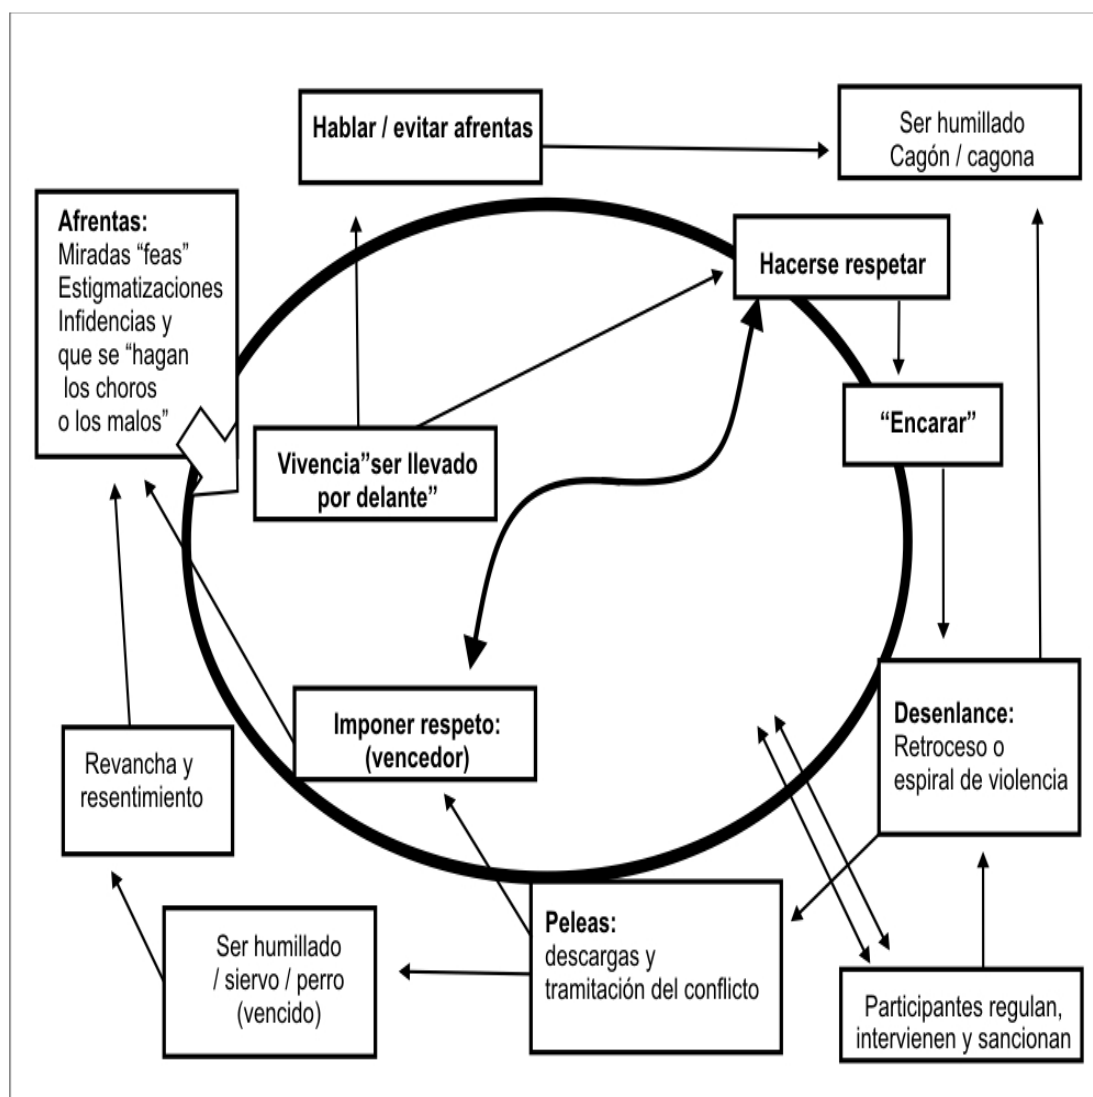 Hablar / evitar afrentas
Ser humillado
Cagón / cagona
Afrentas:
Miradas “feas”
Estigmatizaciones
Infidencias y
que se “hagan
los choros
o los malos”
Hacerse respetar
“Encarar”
Vivencia”ser llevado
por delante”
Imponer respeto:
(vencedor)
Desenlance:
Retroceso o
espiral de violencia
Revancha y
resentimiento
Peleas:
descargas y
tramitación del conflicto
Ser humillado
/ siervo / perro
(vencido)
Participantes regulan,
intervienen y sancionan